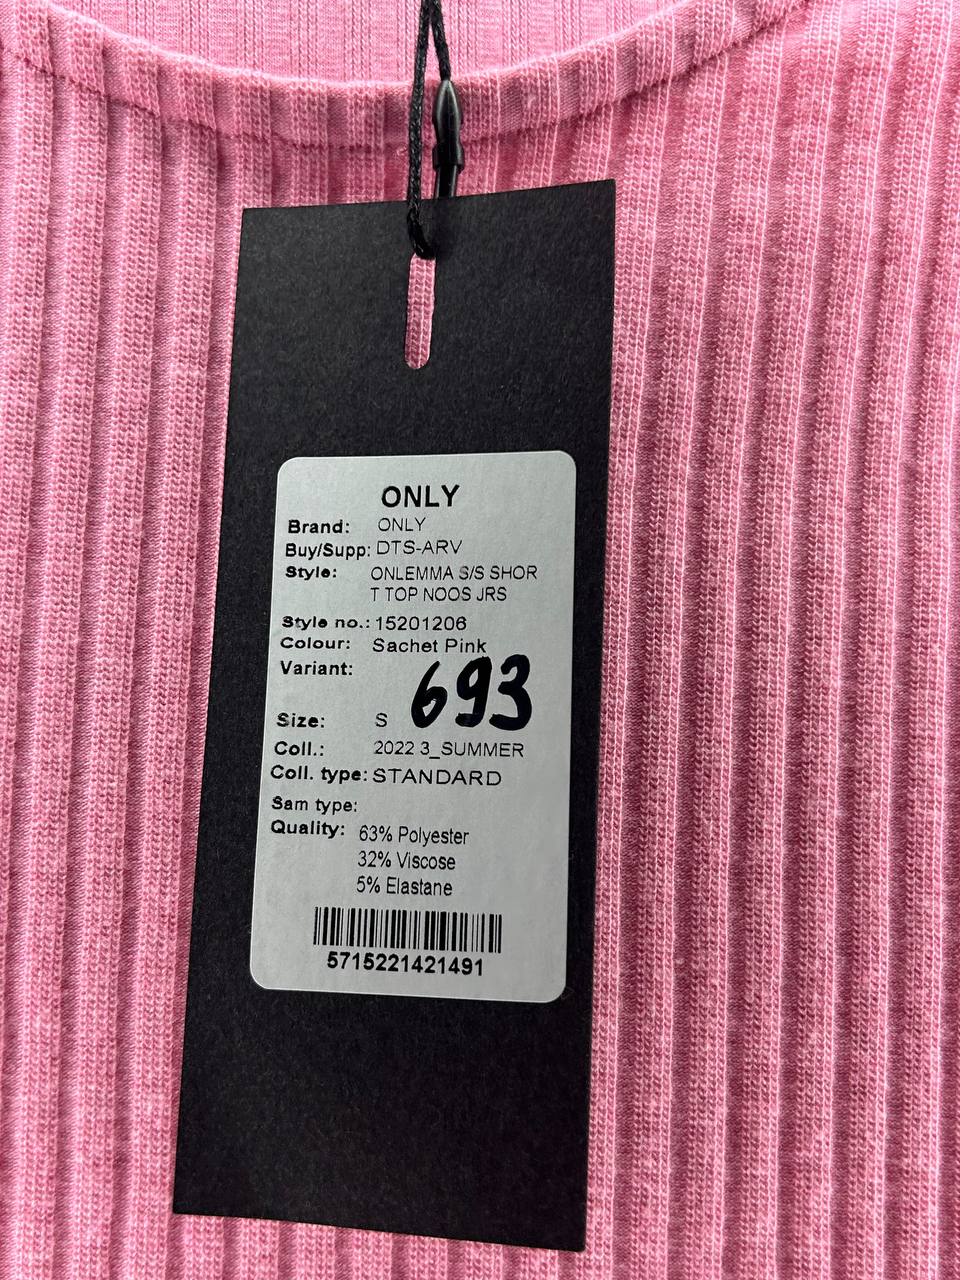 ONLY
Brand: ONLY
Buy/Supp: DTS-ARV
Style: ONLEMMA S/S SHOR
T TOP NOOS JRS
Style no.: 15201206
Colour: Sachet Pink
Variant:
693
Size: S
Coll.: 2022 3_SUMMER
Coll. type: STANDARD
Sam type:
Quality: 63% Polyester
32% Viscose
5% Elastane
5715221421491